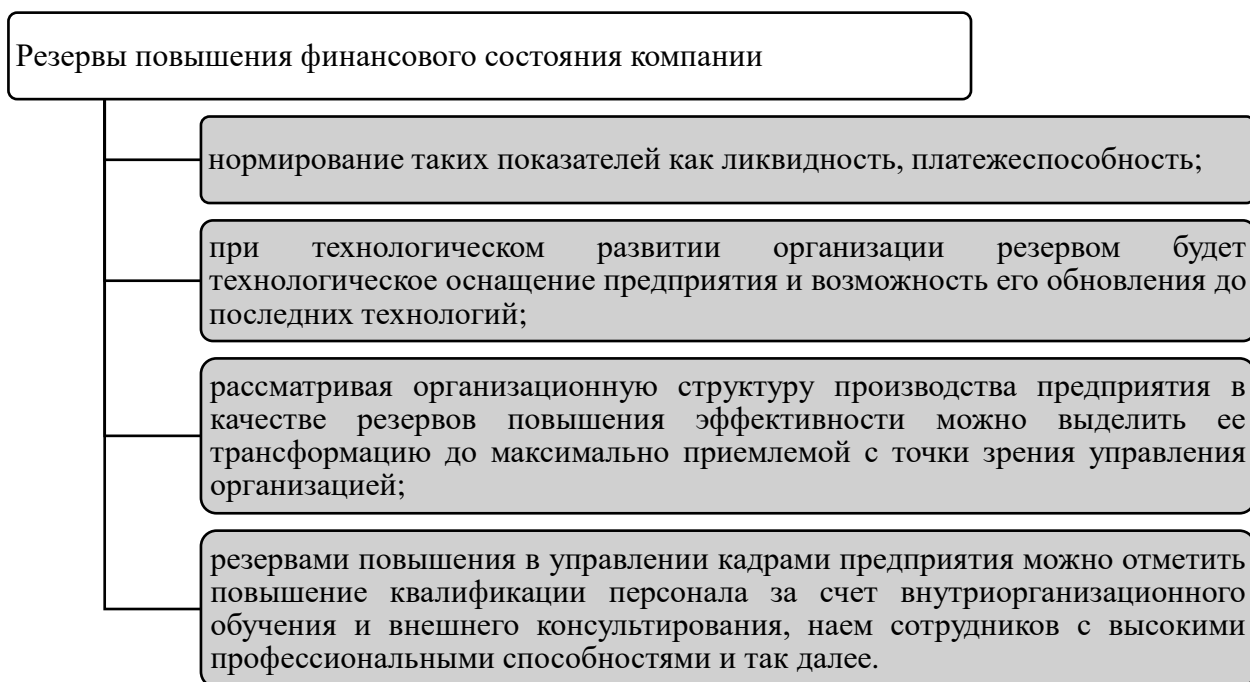 Резервы повышения финансового состояния компании
нормирование таких показателей как ликвидность, платежеспособность;
при технологическом развитии организации резервом будет
технологическое оснащение предприятия и возможность его обновления до
последних технологий;
рассматривая организационную структуру производства предприятия в
качестве резервов повышения эффективности можно выделить ее
трансформацию до максимально приемлемой с точки зрения управления
организацией;
резервами повышения в управлении кадрами предприятия можно отметить
повышение квалификации персонала за счет внутриорганизационного
обучения и внешнего консультирования, наем сотрудников с высокими
профессиональными способностями и так далее.